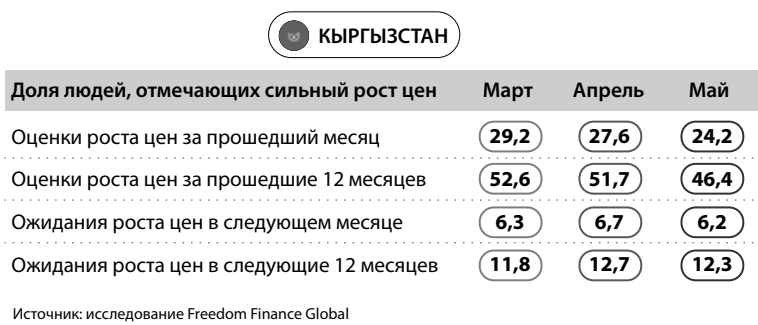 КЫРГЫЗСТАН
Доля людей, отмечающих сильный рост цен Март Апрель Май
Оценки роста цен за прошедший месяц 29,2 27,6 24,2
Оценки роста цен за прошедшие 12 месяцев 52,6 51,7 46,4
Ожидания роста цен в следующем месяце 6,3 6,7 6,2
Ожидания роста цен в следующие 12 месяцев 11,8 12,7 12,3
Источник: исследование Freedom Finance Global